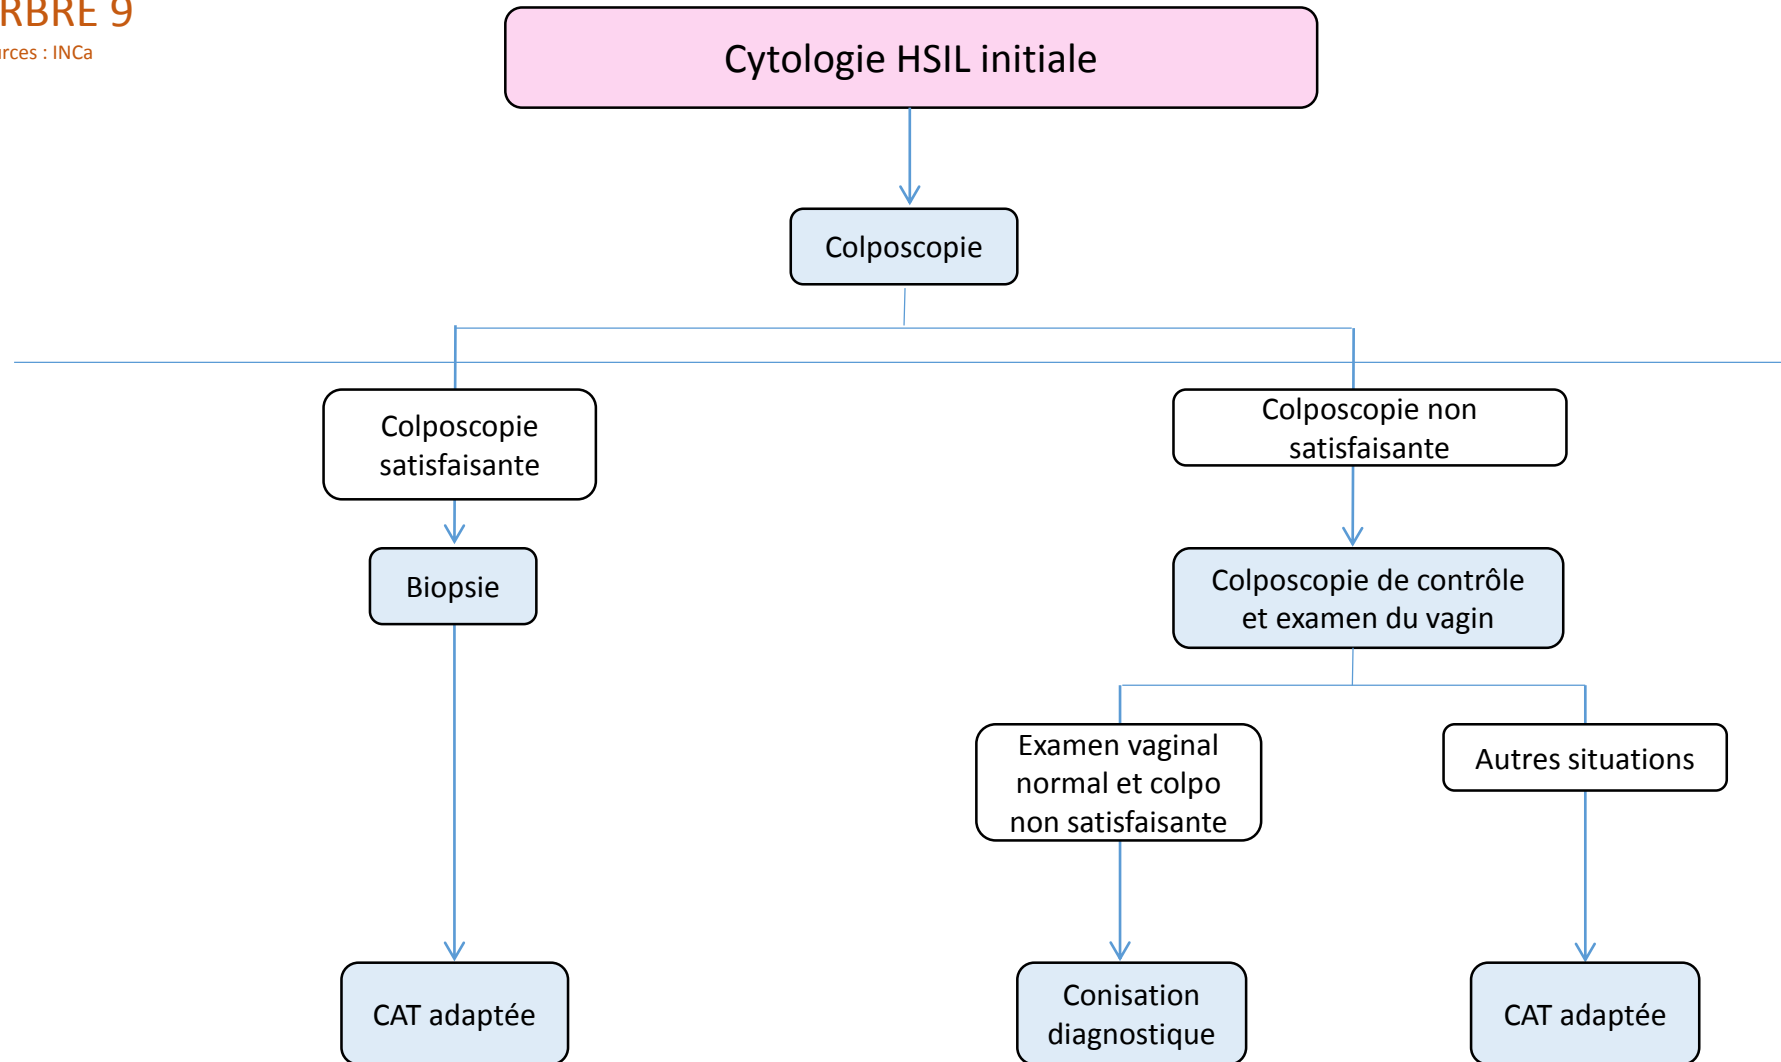 RBRE 9
rces : INCa
Cytologie HSIL initiale
Colposcopie
Colposcopie
satisfaisante
Colposcopie non
satisfaisante
Biopsie
Colposcopie de contrôle
et examen du vagin
Examen vaginal
normal et colpo
non satisfaisante
Autres situations
CAT adaptée
Conisation
diagnostique
CAT adaptée